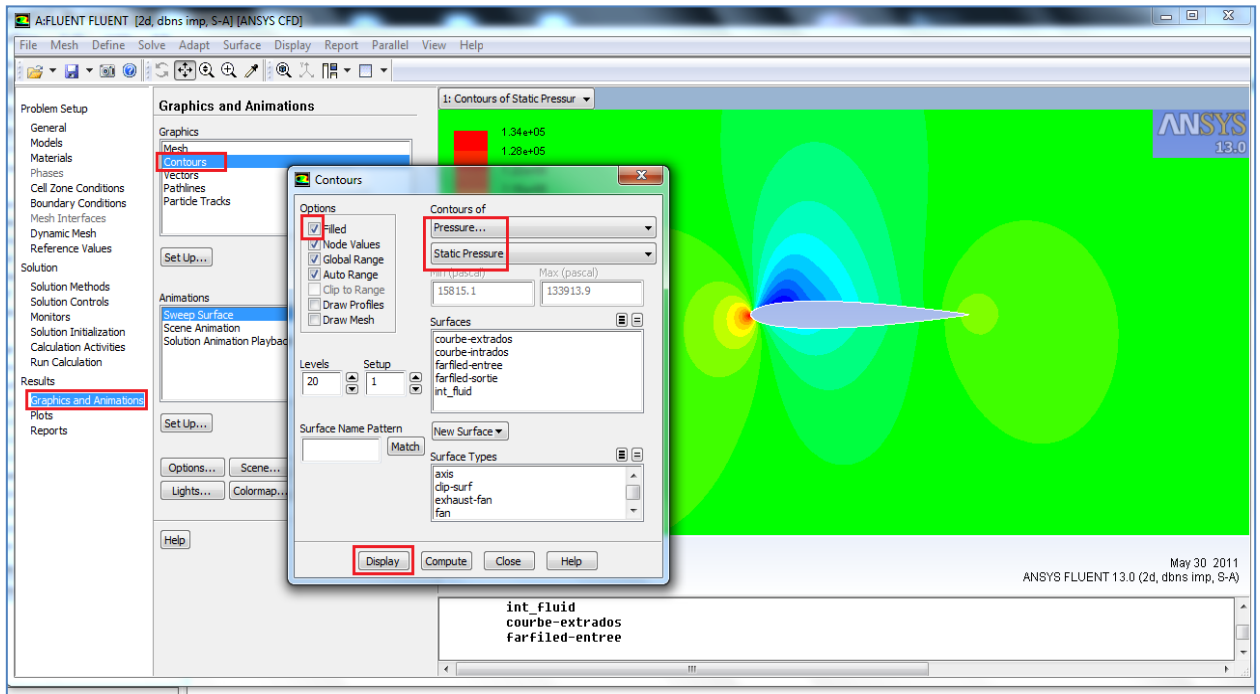 A:FLUENT FLUENT [2d, dbns imp, S-A] [ANSYS CFD]
File Mesh Define Solve Adapt Surface Display Report Parallel View Help
Problem Setup
General
Models
Materials
Phases
Cell Zone Conditions
Boundary Conditions
Mesh Interfaces
Dynamic Mesh
Reference Values
Solution
Solution Methods
Solution Controls
Monitors
Solution Initialization
Calculation Activities
Run Calculation
Results
Graphics and Animations
Plots
Reports
Graphics and Animations
Graphics
Mesh
Contours
Vectors
Pathlines
Particle Tracks
Set Up...
Animations
Sweep Surface
Scene Animation
Solution Animation Playbac
Set Up...
Options... Scene...
Lights... Colormap...
Help
Contours
Options
Filled
Node Values
Global Range
Auto Range
Clip to Range
Draw Profiles
Draw Mesh
Levels Setup
20 1
Surface Name Pattern
Match
Contours of
Pressure...
Static Pressure
Min (pascal) Max (pascal)
15815.1 133913.9
Surfaces
courbe-extrados
courbe-intrados
farfiled-entree
farfiled-sortie
int_fluid
New Surface
Surface Types
axis
clip-surf
exhaust-fan
fan
Display Compute Close Help
1: Contours of Static Pressur
1.34e+05
1.28e+05
ANSYS
13.0
May 30 2011
ANSYS FLUENT 13.0 (2d, dbns imp, S-A)
int_fluid
courbe-extrados
farfiled-entree